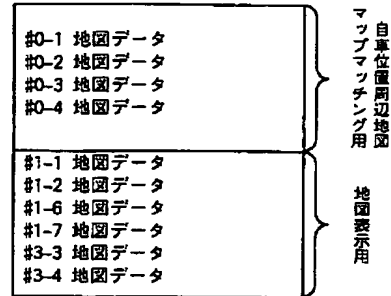 #0-1 地図データ
#0-2 地図データ
#0-3 地図データ
#0-4 地図データ
自車位置周辺地図
マップマッチング用
#1-1 地図データ
#1-2 地図データ
#1-6 地図データ
#1-7 地図データ
#3-3 地図データ
#3-4 地図データ
地図表示用